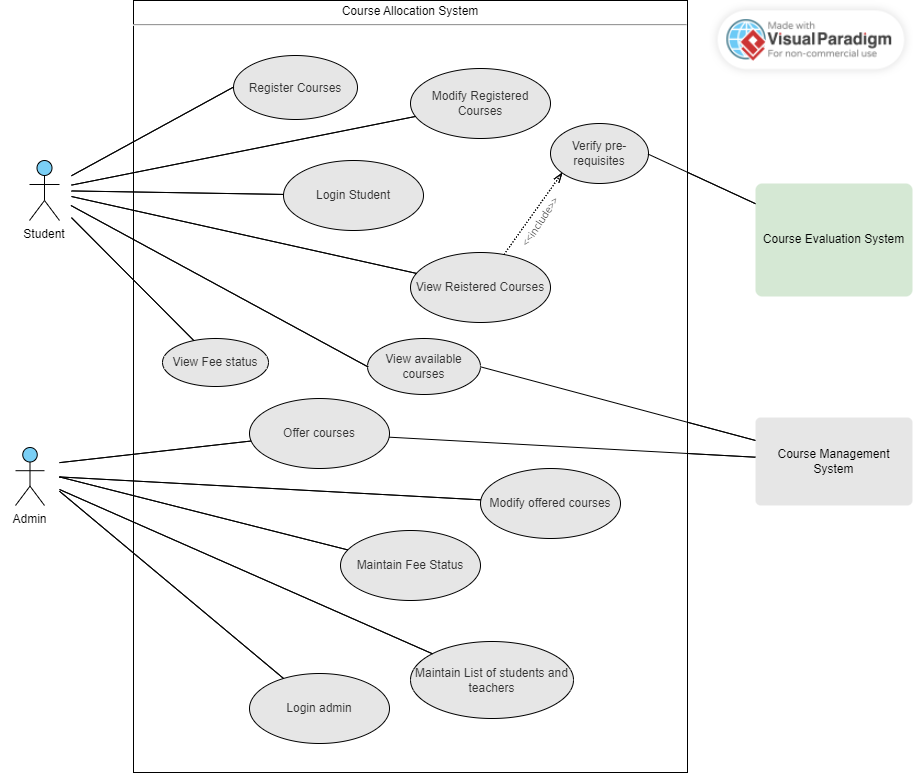 Course Allocation System
Made with
Visual Paradigm
For non-commercial use
Register Courses
Modify Registered
Courses
Verify pre-
requisites
Login Student
Student
<<include>>
Course Evaluation System
View Reistered Courses
View Fee status
View available
courses
Offer courses
Course Management
System
Admin
Modify offered courses
Maintain Fee Status
Maintain List of students and
teachers
Login admin